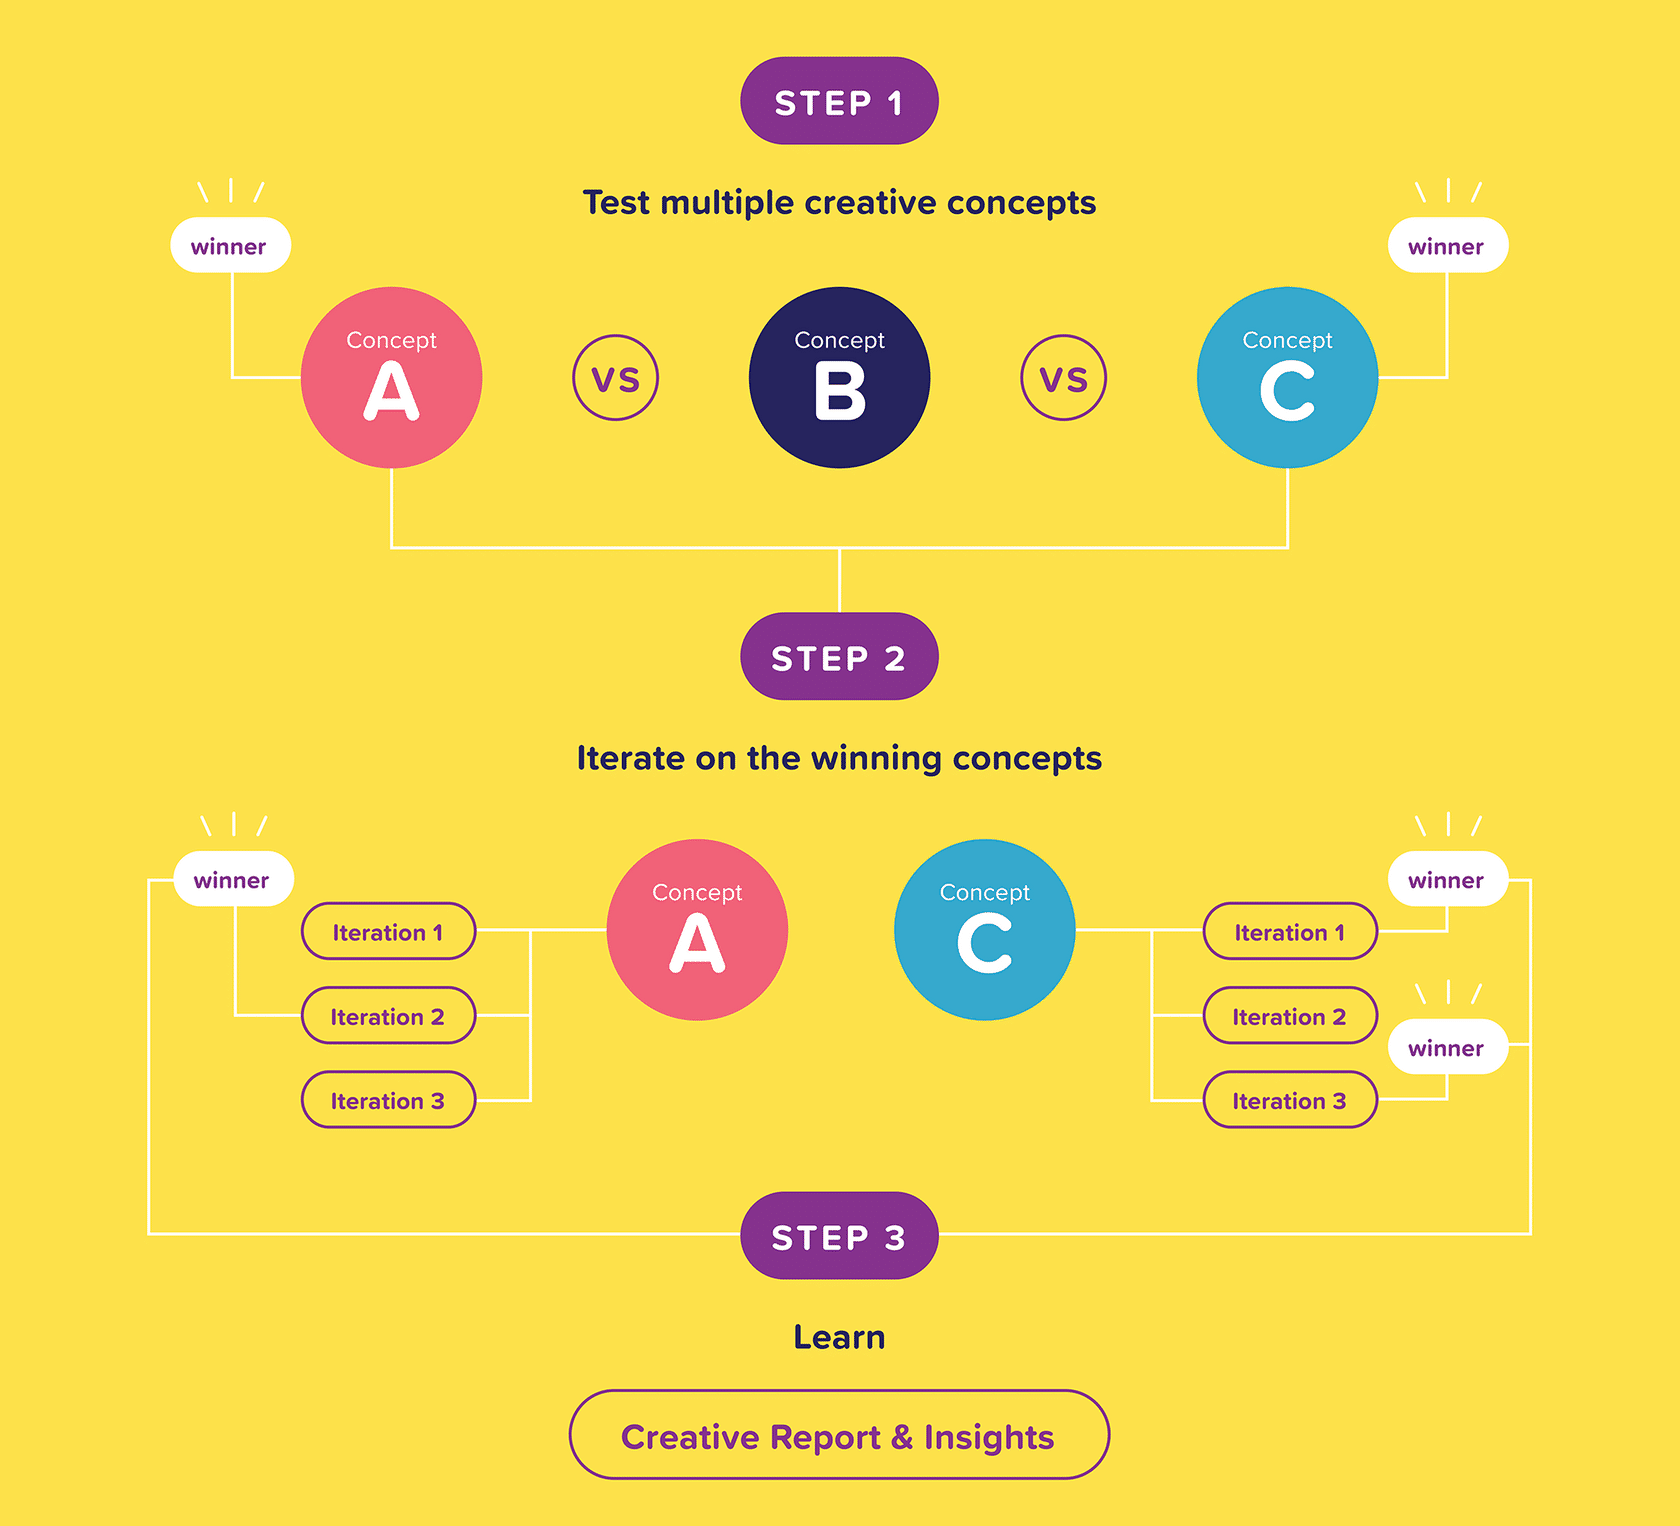 STEP 1
Test multiple creative concepts
winner
winner
Concept
A
VS
Concept
B
VS
Concept
C
STEP 2
Iterate on the winning concepts
winner
Iteration 1
Iteration 2
Iteration 3
Concept
A
Concept
C
Iteration 1
Iteration 2
Iteration 3
winner
winner
STEP 3
Learn
Creative Report & Insights